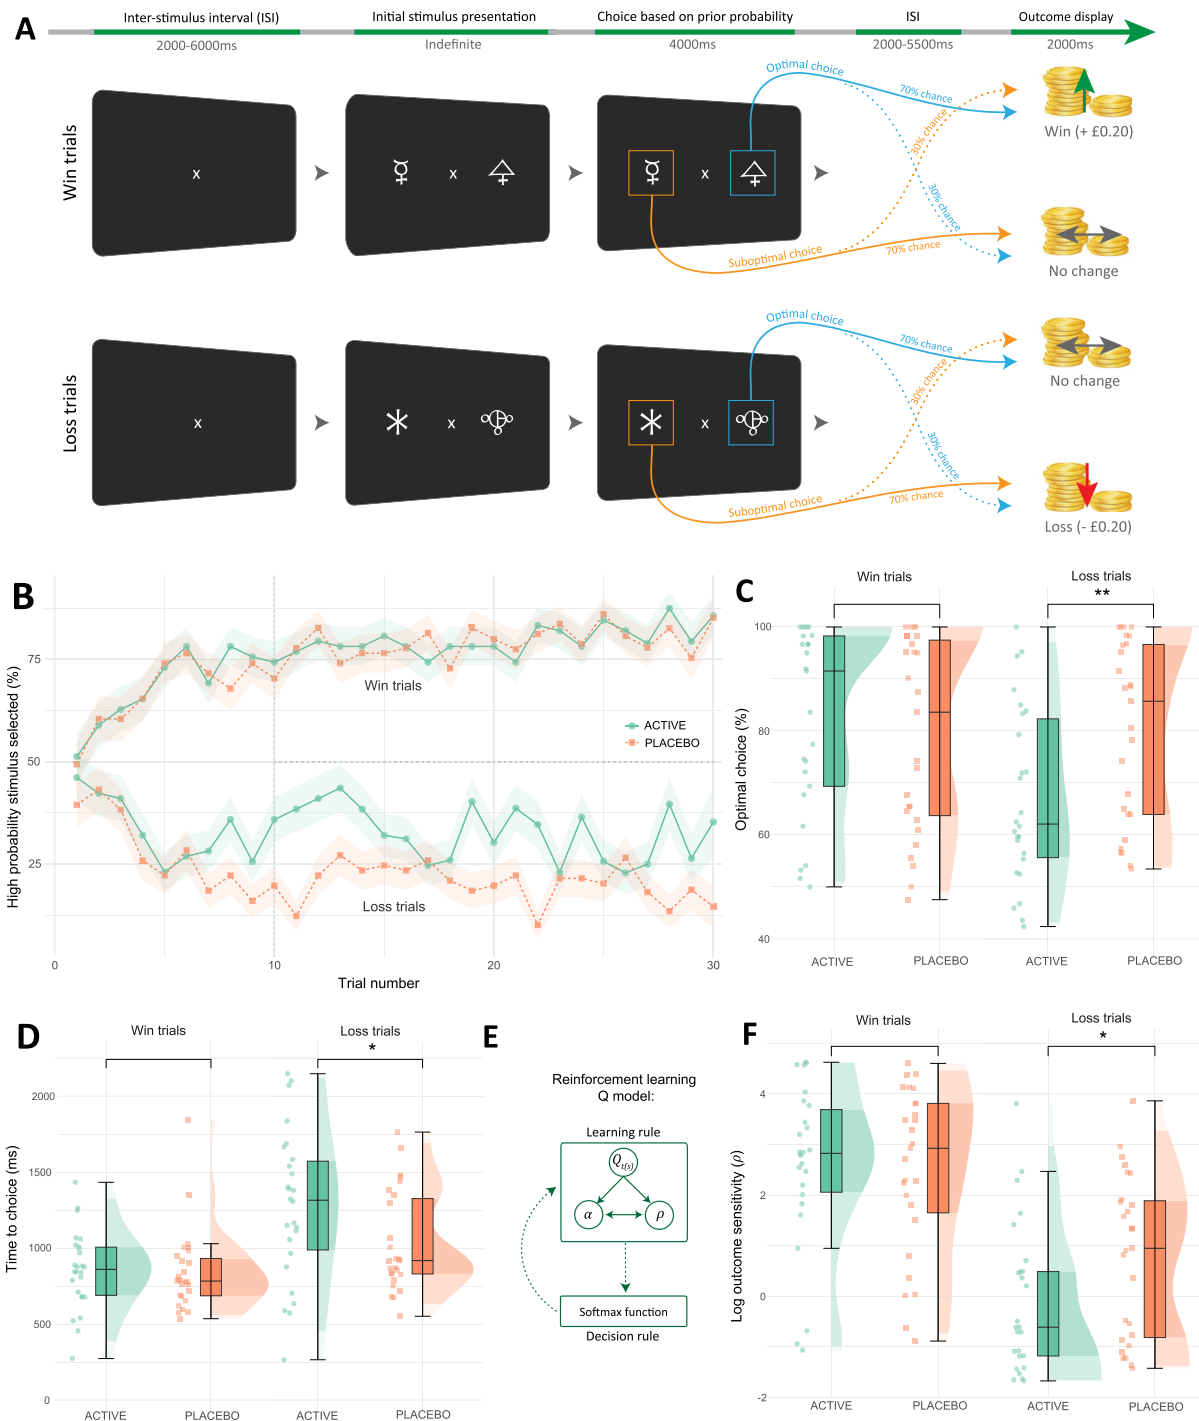 A
Inter-stimulus interval (ISI)
Initial stimulus presentation
Choice based on prior probability
ISI
Outcome display
2000-6000ms
Indefinite
4000ms
2000-5500ms
2000ms
Win trials
x
x
x
Optimal choice
70% chance
30% chance
30% chance
Suboptimal choice
70% chance
Win (+ £0.20)
No change
Loss trials
x
x
x
Optimal choice
70% chance
30% chance
30% chance
Suboptimal choice
70% chance
No change
Loss (- £0.20)
B
High probability stimulus selected (%)
75
50
25
0
10
20
30
Trial number
Win trials
ACTIVE
PLACEBO
Loss trials
C
Win trials
Loss trials
**
Optimal choice (%)
100
80
60
40
ACTIVE
PLACEBO
ACTIVE
PLACEBO
D
Win trials
Loss trials
*
Time to choice (ms)
2000
1500
1000
500
0
ACTIVE
PLACEBO
ACTIVE
PLACEBO
E
Reinforcement learning
Q model:
Learning rule
Qt(s)
α
ρ
Softmax function
Decision rule
F
Win trials
Loss trials
*
Log outcome sensitivity (ρ)
4
2
0
-2
ACTIVE
PLACEBO
ACTIVE
PLACEBO